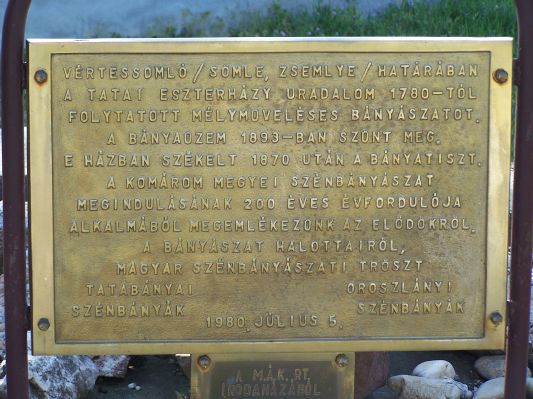 VÉRTESSOMLÓ/SOMLE, ZSEMLYE/HATÁRÁBAN
A TATAI ESZTERHÁZY URADALOM 1780-TÓL
FOLYTATOTT MÉLYMŰVELÉSES BÁNYÁSZATOT.
A BÁNYAÜZEM 1893-BAN SZŰNT MEG.
E HÁZBAN SZÉKELT 1870 UTÁN A BÁNYATISZT.
A KOMÁROM MEGYEI SZÉNBÁNYÁSZAT
MEGINDULÁSÁNAK 200 ÉVES ÉVFORDULÓJA
ALKALMÁBÓL MEGEMLÉKEZÜNK AZ ELŐDÖKRŐL,
A BÁNYÁSZAT HALOTTAIRÓL,
MAGYAR SZÉNBÁNYÁSZATI TRÖSZT
TATABÁNYAI OROSZLÁNYI
SZÉNBÁNYÁK SZÉNBÁNYÁK
1980. JÚLIUS 5.
A M.Á.K. RT.
IRODAHÁZÁBÓL